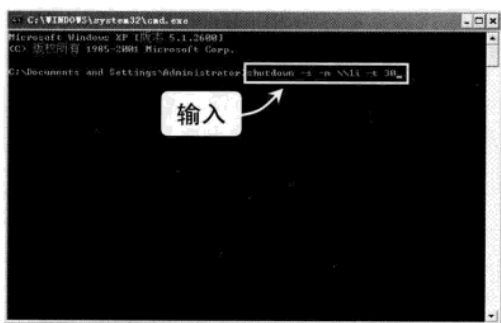 C:\WINDOWS\system32\cmd.exe
Microsoft Windows XP [版本 5.1.2600]
(C) 版权所有 1985-2001 Microsoft Corp.
C:\Documents and Settings\Administrator>shutdown -s -m \\li -t 30_
输入